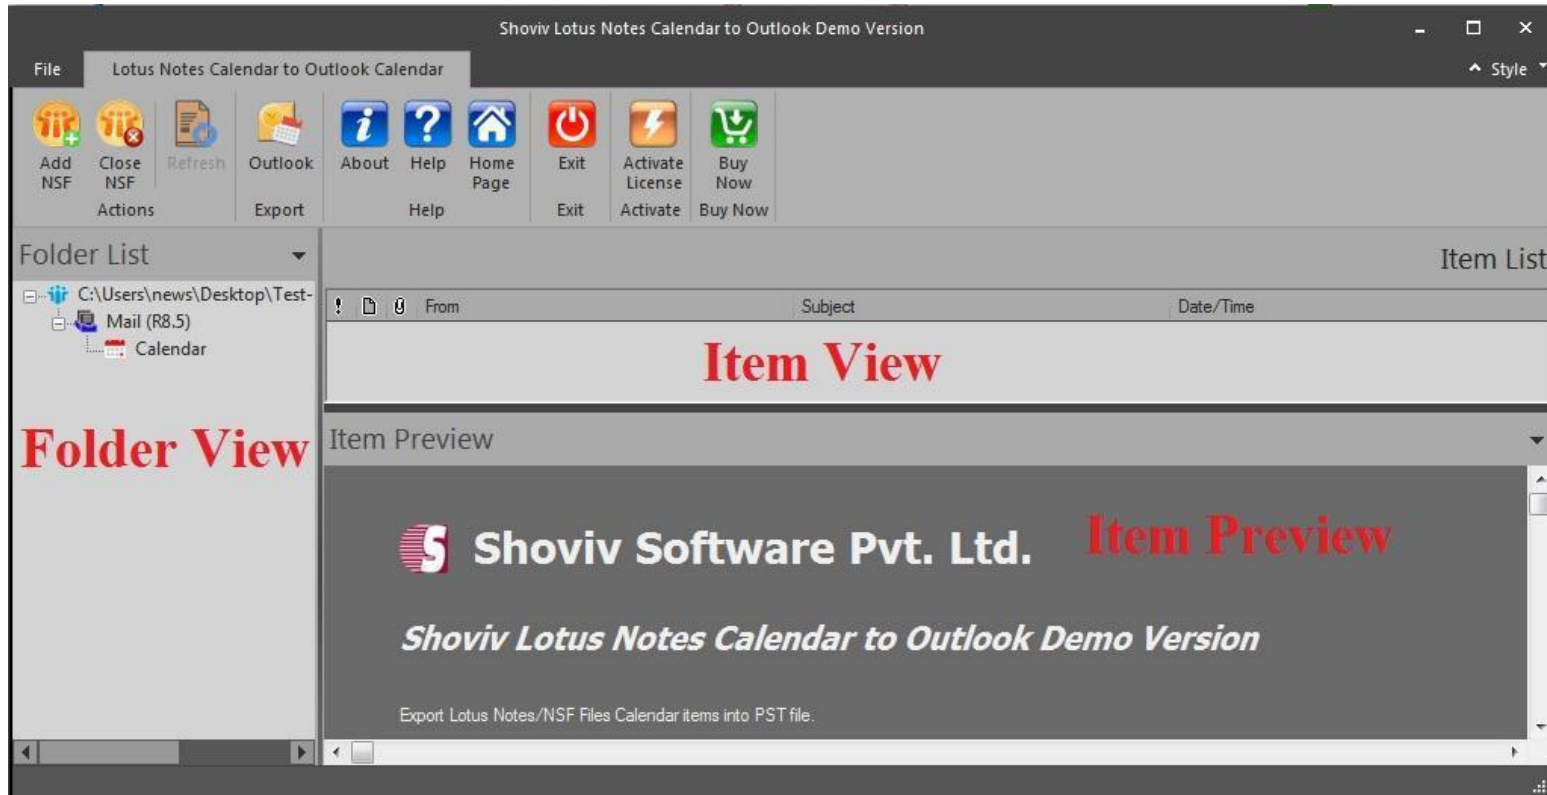 Shoviv Lotus Notes Calendar to Outlook Demo Version
File
Lotus Notes Calendar to Outlook Calendar
Style
Add
NSF
Close
NSF
Refresh
Outlook
About
Help
Home
Page
Exit
Activate
License
Buy
Now
Actions
Export
Help
Exit
Activate
Buy Now
Folder List
C:\Users\news\Desktop\Test-
Mail (R8.5)
Calendar
Folder View
Item List
From
Subject
Date/Time
Item View
Item Preview
Shoviv Software Pvt. Ltd.
Item Preview
Shoviv Lotus Notes Calendar to Outlook Demo Version
Export Lotus Notes/NSF Files Calendar items into PST file.